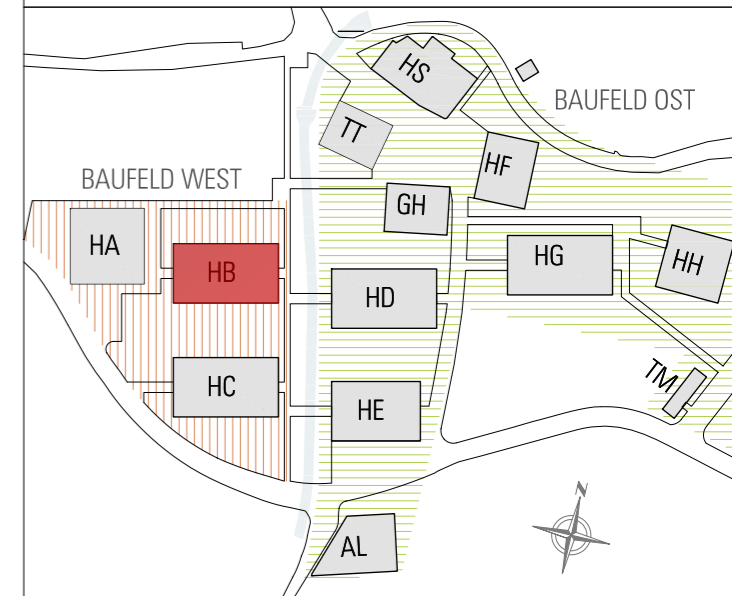 HS
BAUFELD OST
TT
HF
BAUFELD WEST
GH
HA
HB
HG
HH
HD
HC
TM
HE
N
AL